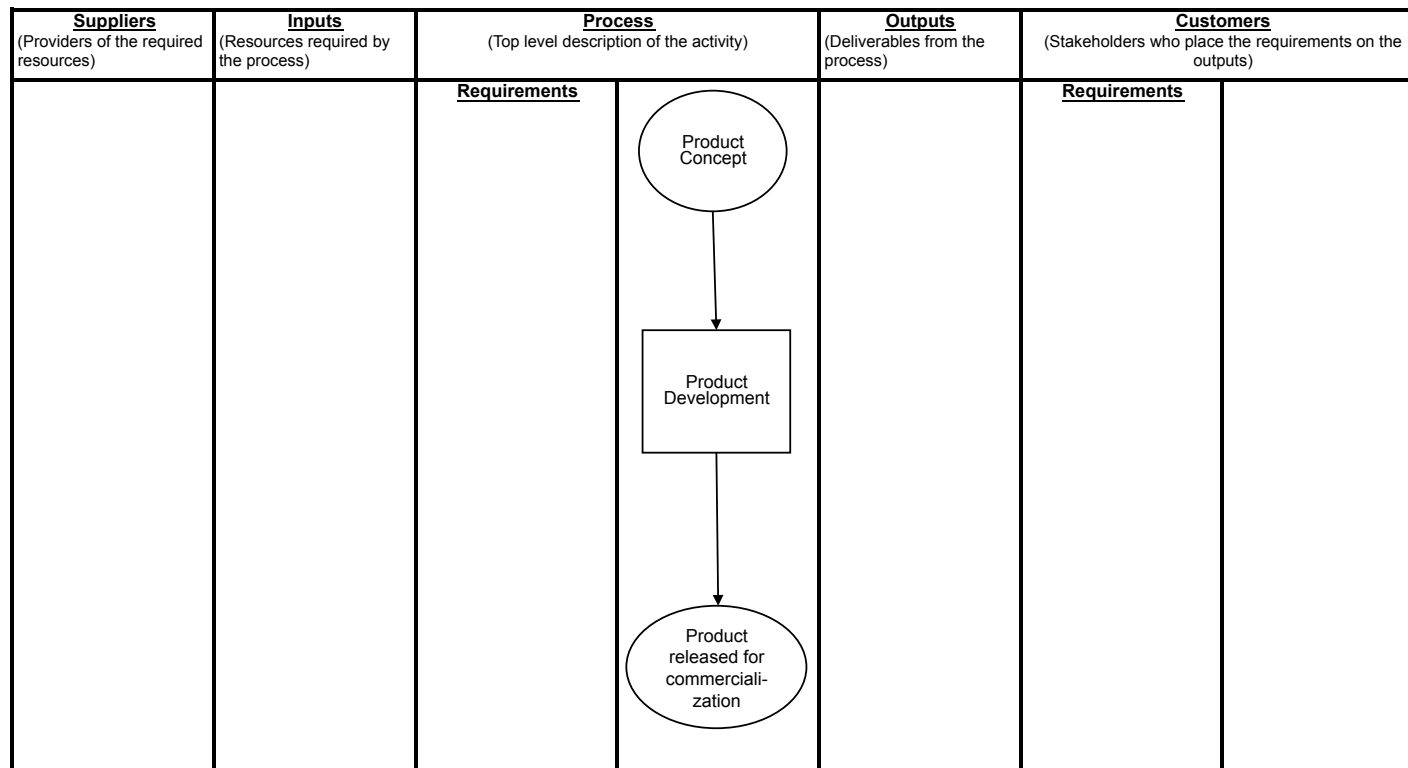 Suppliers
(Providers of the required
resources)
Inputs
(Resources required by
the process)
Process
(Top level description of the activity)
Outputs
(Deliverables from the
process)
Customers
(Stakeholders who place the requirements on the
outputs)
Requirements
Product
Concept
Product
Development
Product
released for
commerciali-
zation
Requirements